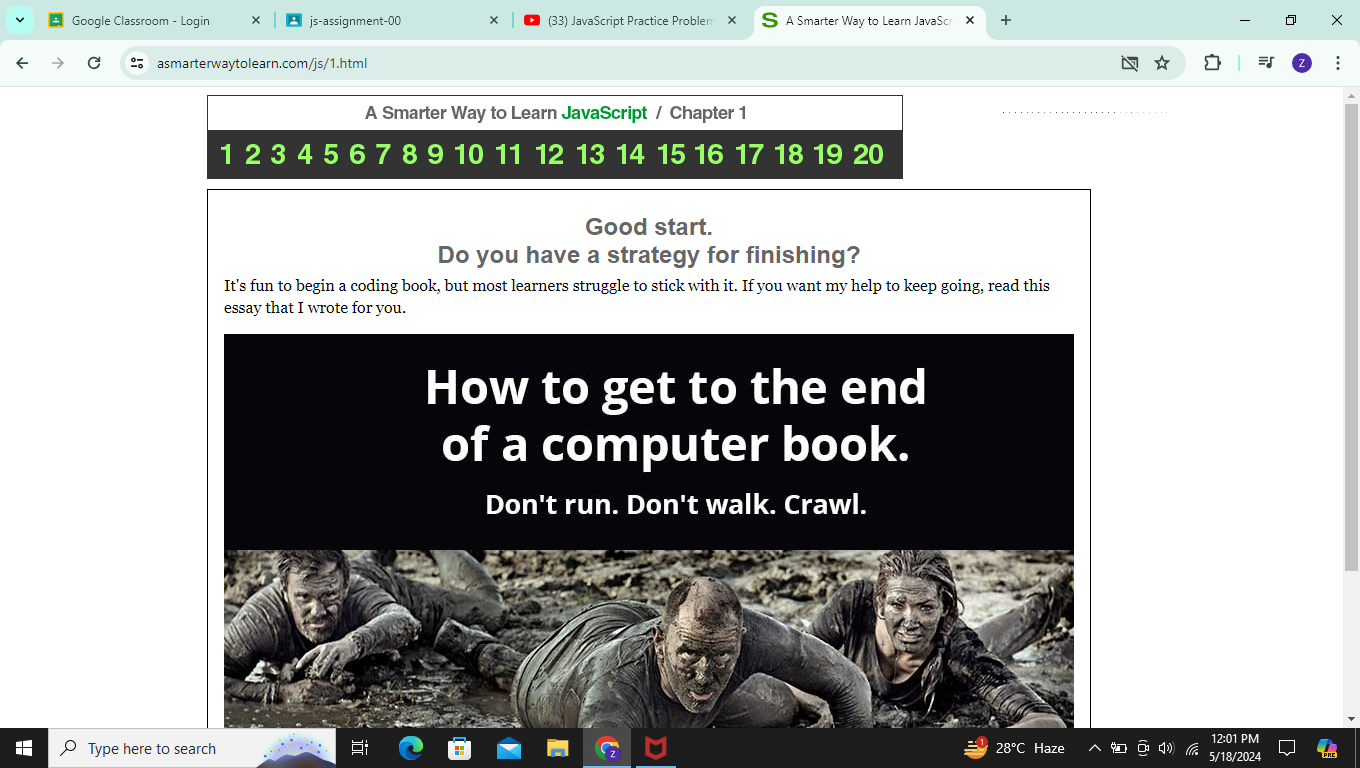 Google Classroom - Login
js-assignment-00
(33) JavaScript Practice Problem
A Smarter Way to Learn JavaSc
asmarterwaytolearn.com/js/1.html
Z
A Smarter Way to Learn JavaScript / Chapter 1
1 2 3 4 5 6 7 8 9 10 11 12 13 14 15 16 17 18 19 20
Good start.
Do you have a strategy for finishing?
It's fun to begin a coding book, but most learners struggle to stick with it. If you want my help to keep going, read this
essay that I wrote for you.
How to get to the end
of a computer book.
Don't run. Don't walk. Crawl.
Type here to search
Z
1
28°C Haze
PRE
12:01 PM
5/18/2024